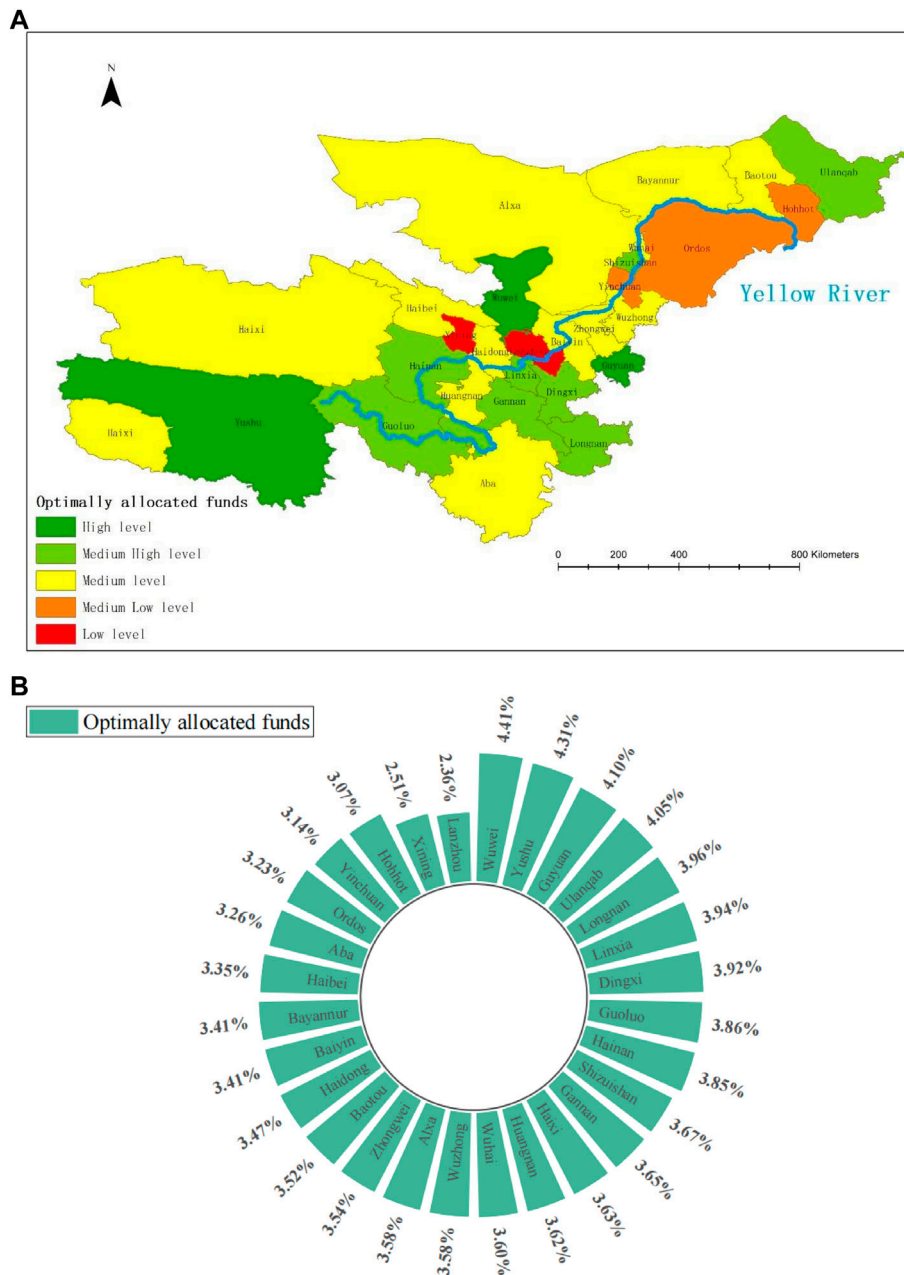 A
N
Ulanqab
Baotou
Bayannur
Hohhot
Alxa
Ordos
Shizuishan
Yinchuan
Yellow River
Wuwei
Wuzhong
Haibei
Zhongwei
Haixi
Haidong
Guyuan
Hainan
Linxia
Dingxi
Huangnan
Gannan
Yushu
Guoluo
Haixi
Longnan
Aba
Optimally allocated funds
High level
Medium High level
Medium level
Medium Low level
Low level
0 200 400 800 Kilometers
B
Optimally allocated funds
4.41%
Wuwei
4.31%
Yushu
4.10%
Guyuan
4.05%
Ulanqab
3.96%
Longnan
3.94%
Linxia
3.92%
Dingxi
3.86%
Guoluo
3.85%
Hainan
3.67%
Shizuishan
3.65%
Gannan
3.63%
Haixi
3.62%
Huangnan
3.60%
Wuhai
3.58%
Wuzhong
3.58%
Alxa
3.54%
Zhongwei
3.52%
Baotou
3.47%
Haidong
3.41%
Baiyin
3.41%
Bayannur
3.35%
Haibei
3.26%
Aba
3.23%
Ordos
3.14%
Yinchuan
3.07%
Hohhot
2.51%
Xining
2.36%
Lanzhou